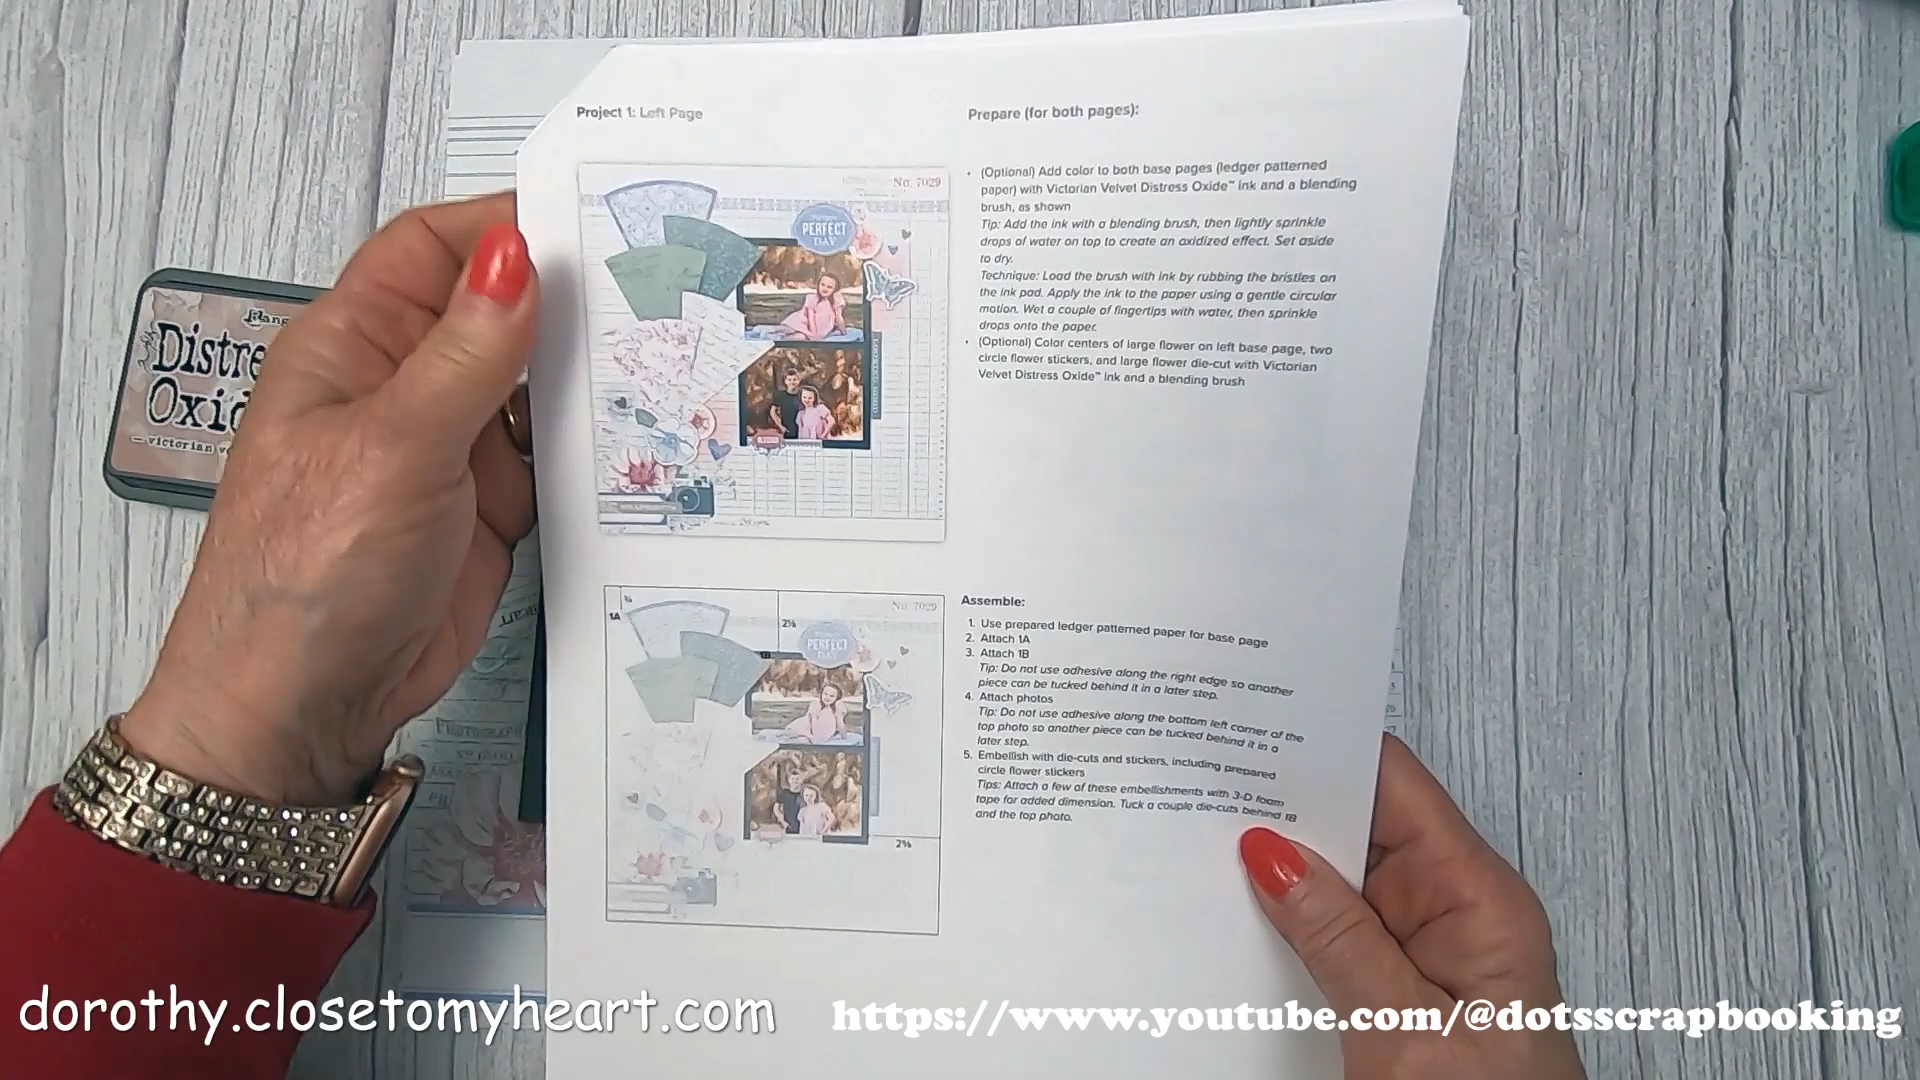 Project 1: Left Page
Prepare (for both pages):
No. 7029
PERFECT
DAY
• (Optional) Add color to both base pages (ledger patterned
paper) with Victorian Velvet Distress Oxide™ ink and a blending
brush, as shown
Tip: Add the ink with a blending brush, then lightly sprinkle
drops of water on top to create an oxidized effect. Set aside
to dry.
Technique: Load the brush with ink by rubbing the bristles on
the ink pad. Apply the ink to the paper using a gentle circular
motion. Wet a couple of fingertips with water, then sprinkle
drops onto the paper.
• (Optional) Color centers of large flower on left base page, two
circle flower stickers, and large flower die-cut with Victorian
Velvet Distress Oxide™ ink and a blending brush
Distre
Oxid
victorian v
1A
2⅛
No. 7029
PERFECT
DAY
Assemble:
1. Use prepared ledger patterned paper for base page
2. Attach 1A
3. Attach 1B
Tip: Do not use adhesive along the right edge so another
piece can be tucked behind it in a later step.
4. Attach photos
Tip: Do not use adhesive along the bottom left corner of the
top photo so another piece can be tucked behind it in a
later step.
5. Embellish with die-cuts and stickers, including prepared
circle flower stickers
Tips: Attach a few of these embellishments with 3-D foam
tape for added dimension. Tuck a couple die-cuts behind 1B
and the top photo.
PHOTOGRAPH
dorothy.closetomyheart.com
https://www.youtube.com/@dotsscrapbooking